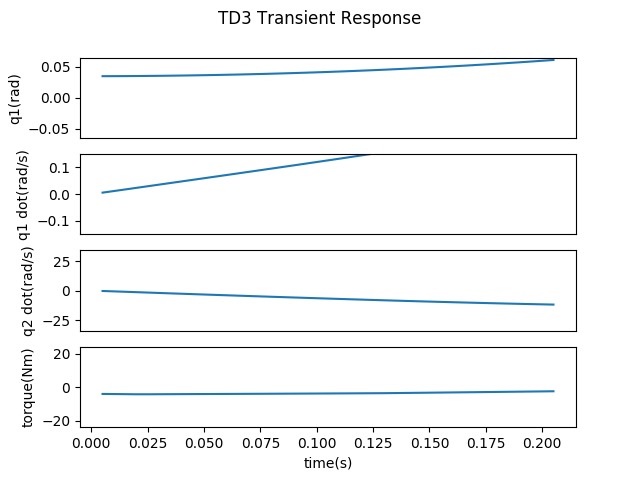 TD3 Transient Response
0.05
0.00
−0.05
q1(rad)
0.1
0.0
−0.1
q1 dot(rad/s)
25
0
−25
q2 dot(rad/s)
20
0
−20
torque(Nm)
0.000 0.025 0.050 0.075 0.100 0.125 0.150 0.175 0.200
time(s)